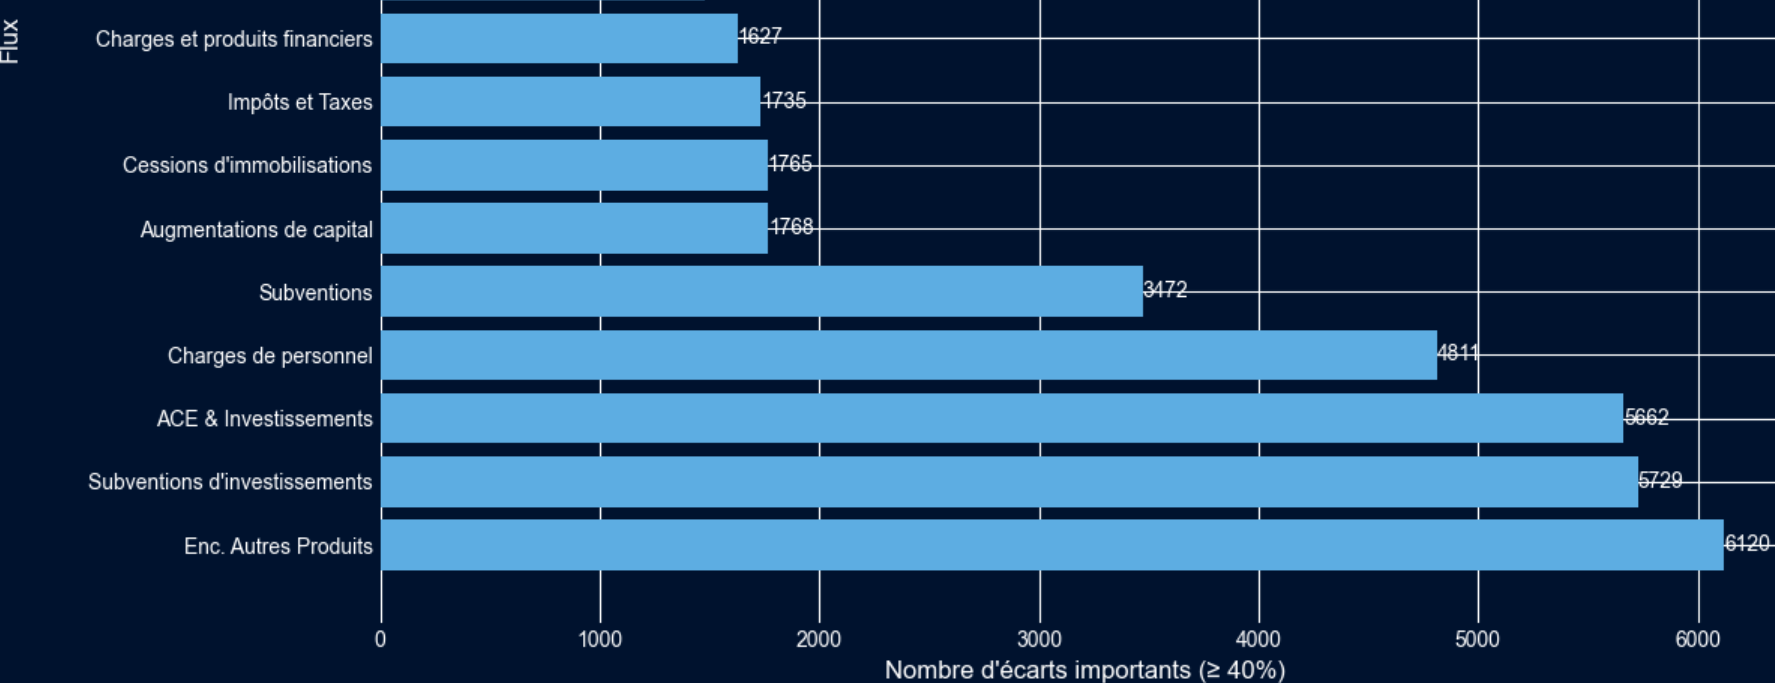 Flux
Charges et produits financiers 1627
Impôts et Taxes 1735
Cessions d'immobilisations 1765
Augmentations de capital 1768
Subventions 3472
Charges de personnel 4811
ACE & Investissements 5662
Subventions d'investissements 5729
Enc. Autres Produits 6120
0 1000 2000 3000 4000 5000 6000
Nombre d'écarts importants (≥ 40%)